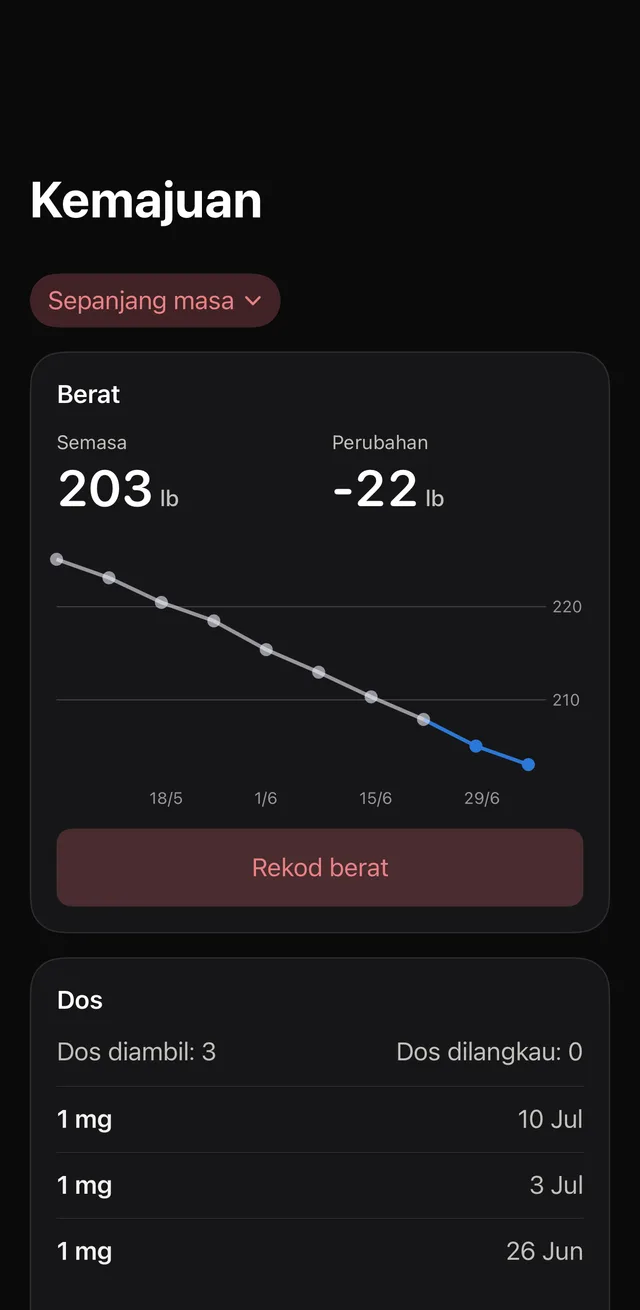 Kemajuan
Sepanjang masa
Berat
Semasa Perubahan
203 lb -22 lb
220
210
18/5 1/6 15/6 29/6
Rekod berat
Dos
Dos diambil: 3 Dos dilangkau: 0
1 mg 10 Jul
1 mg 3 Jul
1 mg 26 Jun